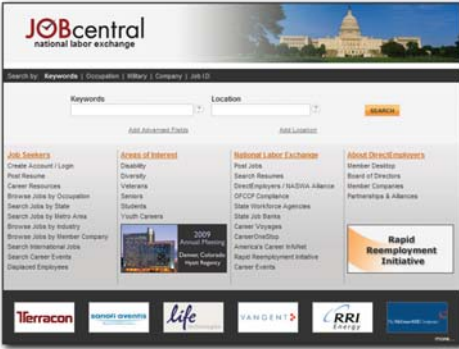 JOBcentral
national labor exchange
Search by: Keywords | Occupation | Military | Company | Job I.D.
Keywords Location
SEARCH
Add Advanced Fields Add Location
Job Seekers
Create Account / Login
Post Resume
Career Resources
Browse Jobs by Occupation
Search Jobs by State
Search Jobs by Metro Area
Browse Jobs by Industry
Browse Jobs by Member Company
Search International Jobs
Search Career Events
Displaced Employees
Areas of Interest
Disability
Diversity
Veterans
Seniors
Students
Youth Careers
2009
Annual Meeting
Denver, Colorado
Hyatt Regency
National Labor Exchange
Post Jobs
Search Resumes
DirectEmployers / NASWA Alliance
OFCCP Compliance
State Workforce Agencies
State Job Banks
Career Voyages
CareerOneStop
America's Career InfoNet
Rapid Reemployment Initiative
Career Events
About DirectEmployers
Member Desktop
Board of Directors
Member Companies
Partnerships & Alliances
Rapid
Reemployment
Initiative
Terracon
sanofi aventis
life
technologies
VANGENT
RRI
Energy
more...